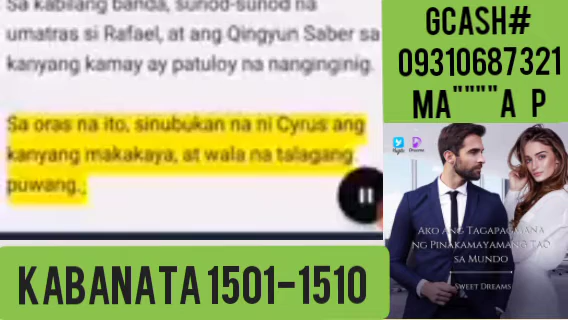 Sa kabilang banda, sunod-sunod na
umatras si Rafael, at ang Qingyun Saber sa
kanyang kamay ay patuloy na nanginginig.
Sa oras na ito, sinubukan na ni Cyrus ang
kanyang makakaya, at wala na talagang
puwang.
GCASH#
09310687321
MA""""A P
AKO ANG TAGAPAGMANA
NG PINAKAMAYAMANG TAO
SA MUNDO
SWEET DREAMS
KABANATA 1501-1510